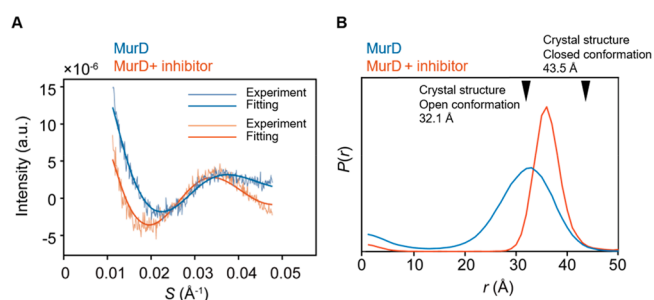 A
MurD
MurD+ inhibitor
×10⁻⁶
Experiment
Fitting
Experiment
Fitting
15
10
5
0
-5
Intensity (a.u.)
0
0.01
0.02
0.03
0.04
0.05
S (Å⁻¹)
B
MurD
MurD + inhibitor
Crystal structure
Closed conformation
43.5 Å
Crystal structure
Open conformation
32.1 Å
P(r)
0
10
20
30
40
50
r (Å)